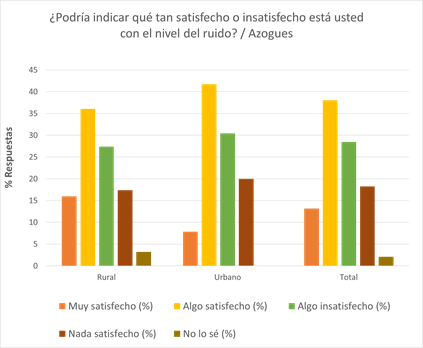 ¿Podría indicar qué tan satisfecho o insatisfecho está usted
con el nivel del ruido? / Azogues
% Respuestas
45
40
35
30
25
20
15
10
5
0
Rural Urbano Total
Muy satisfecho (%) Algo satisfecho (%) Algo insatisfecho (%)
Nada satisfecho (%) No lo sé (%)